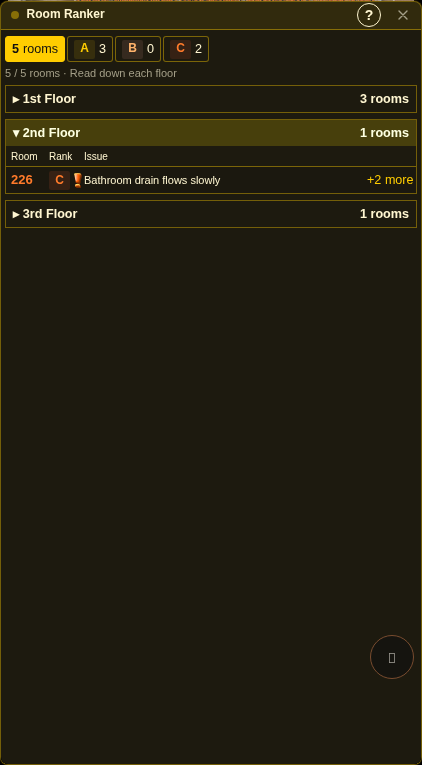 Room Ranker ? ×
5 rooms A 3 B 0 C 2
5 / 5 rooms · Read down each floor
▸ 1st Floor 3 rooms
▾ 2nd Floor 1 rooms
Room Rank Issue
226 C ❗ Bathroom drain flows slowly +2 more
▸ 3rd Floor 1 rooms